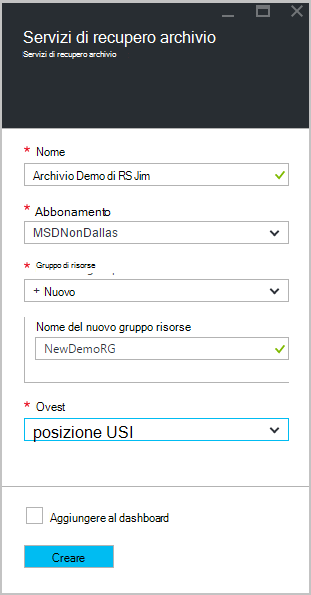 Servizi di recupero archivio
Servizi di recupero archivio
* Nome
Archivio Demo di RS Jim
* Abbonamento
MSDNonDallas
* Gruppo di risorse
+ Nuovo
Nome del nuovo gruppo risorse
NewDemoRG
* Ovest
posizione USI
Aggiungere al dashboard
Creare